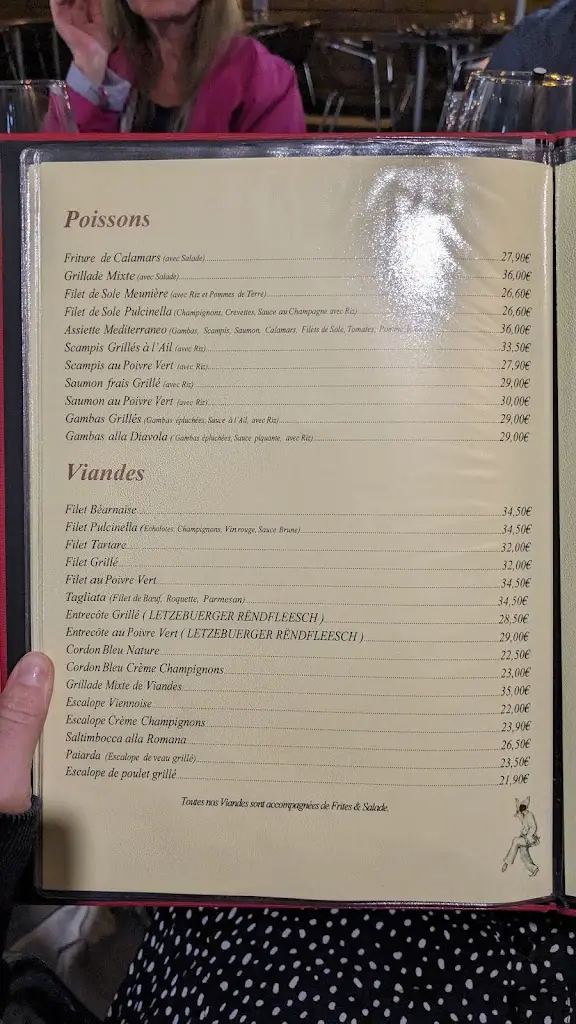 Poissons
Friture de Calamars (avec Salade) 27,90€
Grillade Mixte (avec Salade) 36,00€
Filet de Sole Meunière (avec Riz et Pommes de Terre) 26,60€
Filet de Sole Pulcinella (Champignons, Crevettes, Sauce au Champagne avec Riz) 26,60€
Assiette Mediterraneo (Gambas, Scampis, Saumon, Calamars, Filets de Sole, Tomates, 36,00€
Scampis Grillés à l'Ail (avec Riz) 33,50€
Scampis au Poivre Vert (avec Riz) 27,90€
Saumon frais Grillé (avec Riz) 29,00€
Saumon au Poivre Vert (avec Riz) 30,00€
Gambas Grillés (Gambas épluchées, Sauce à l'Ail, avec Riz) 29,00€
Gambas alla Diavola ( Gambas épluchées, Sauce piquante, avec Riz) 29,00€
Viandes
Filet Béarnaise 34,50€
Filet Pulcinella (Echalotes, Champignons, Vin rouge, Sauce Brune) 34,50€
Filet Tartare 32,00€
Filet Grillé 32,00€
Filet au Poivre Vert 34,50€
Tagliata (Filet de Bœuf, Roquette, Parmesan) 34,50€
Entrecôte Grillé ( LETZEBUERGER RËNDFLEESCH ) 28,50€
Entrecôte au Poivre Vert ( LETZEBUERGER RËNDFLEESCH ) 29,00€
Cordon Bleu Nature 22,50€
Cordon Bleu Crème Champignons 23,00€
Grillade Mixte de Viandes 35,00€
Escalope Viennoise 22,00€
Escalope Crème Champignons 23,90€
Saltimbocca alla Romana 26,50€
Paiarda (Escalope de veau grillé) 23,50€
Escalope de poulet grillé 21,90€
Toutes nos Viandes sont accompagnées de Frites & Salade.